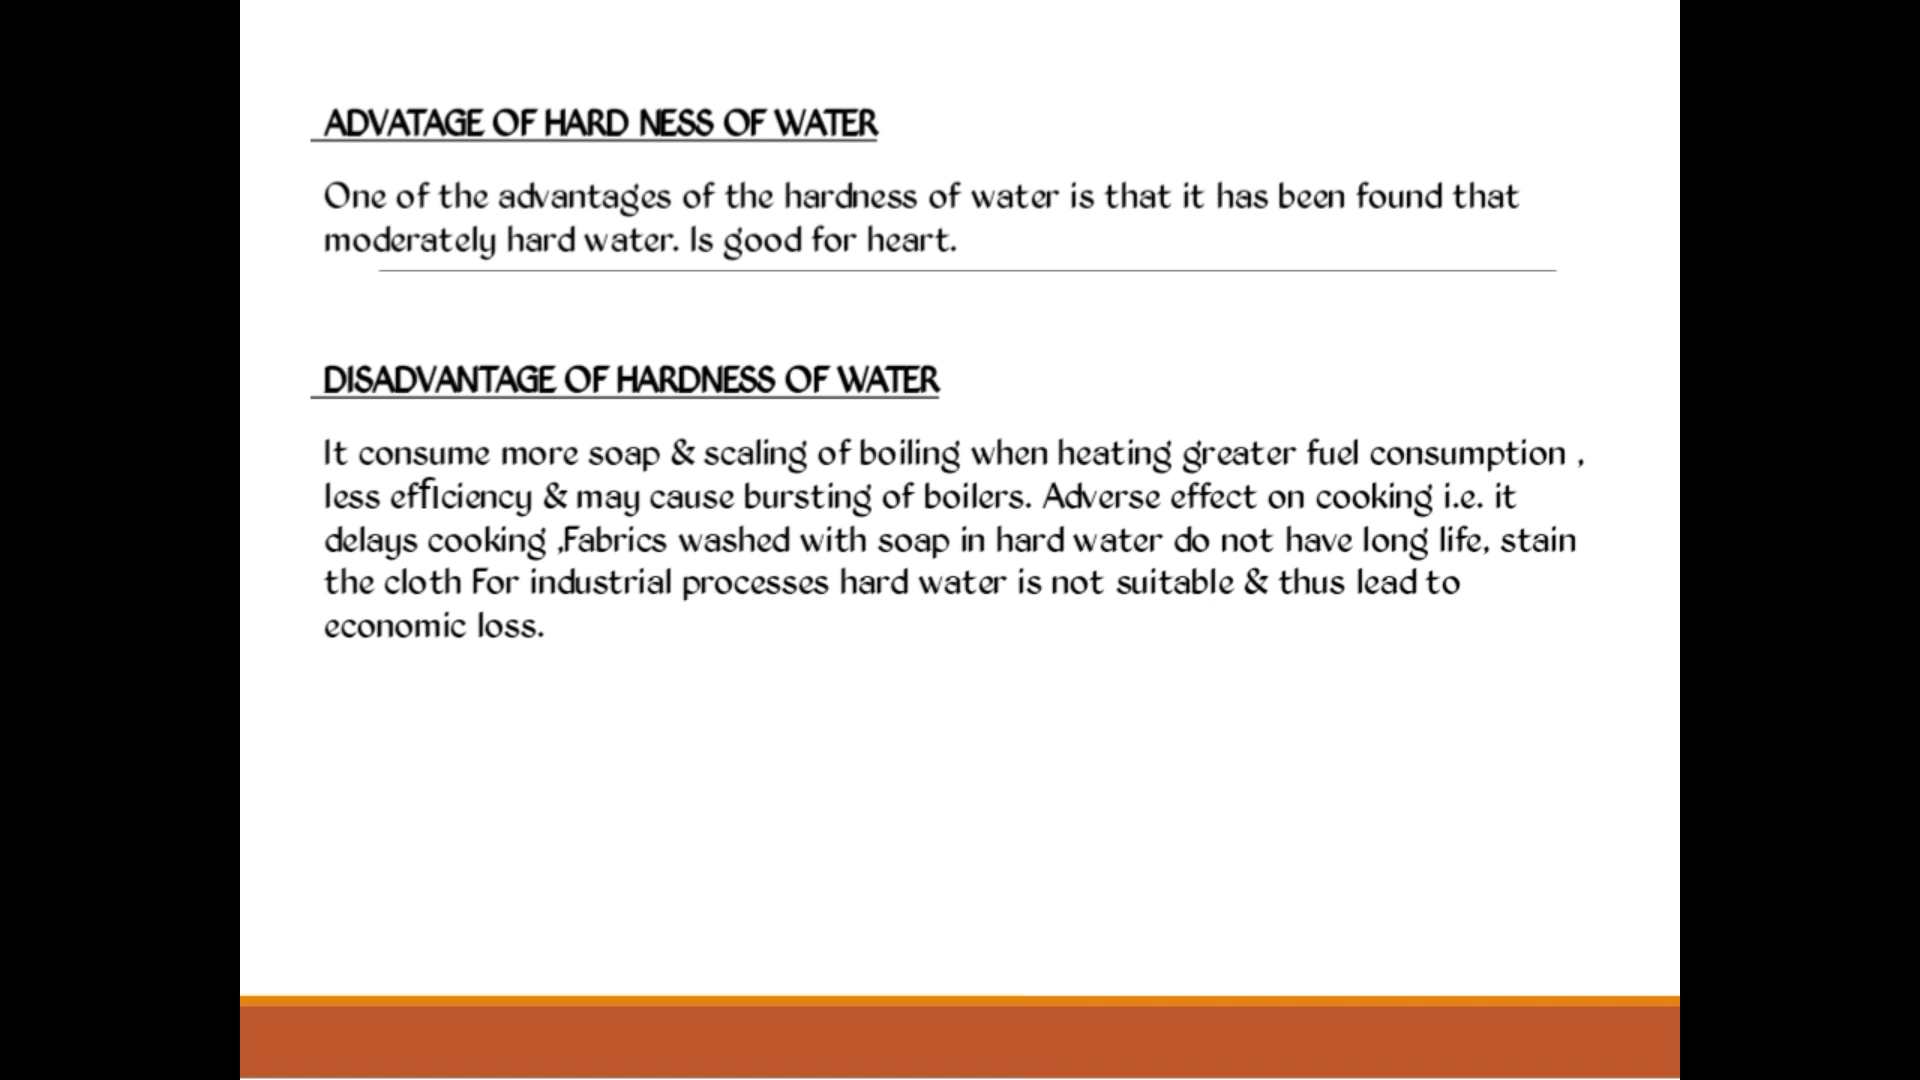 ADVATAGE OF HARD NESS OF WATER
One of the advantages of the hardness of water is that it has been found that
moderately hard water. Is good for heart.
DISADVANTAGE OF HARDNESS OF WATER
It consume more soap & scaling of boiling when heating greater fuel consumption ,
less efficiency & may cause bursting of boilers. Adverse effect on cooking i.e. it
delays cooking ,Fabrics washed with soap in hard water do not have long life, stain
the cloth For industrial processes hard water is not suitable & thus lead to
economic loss.